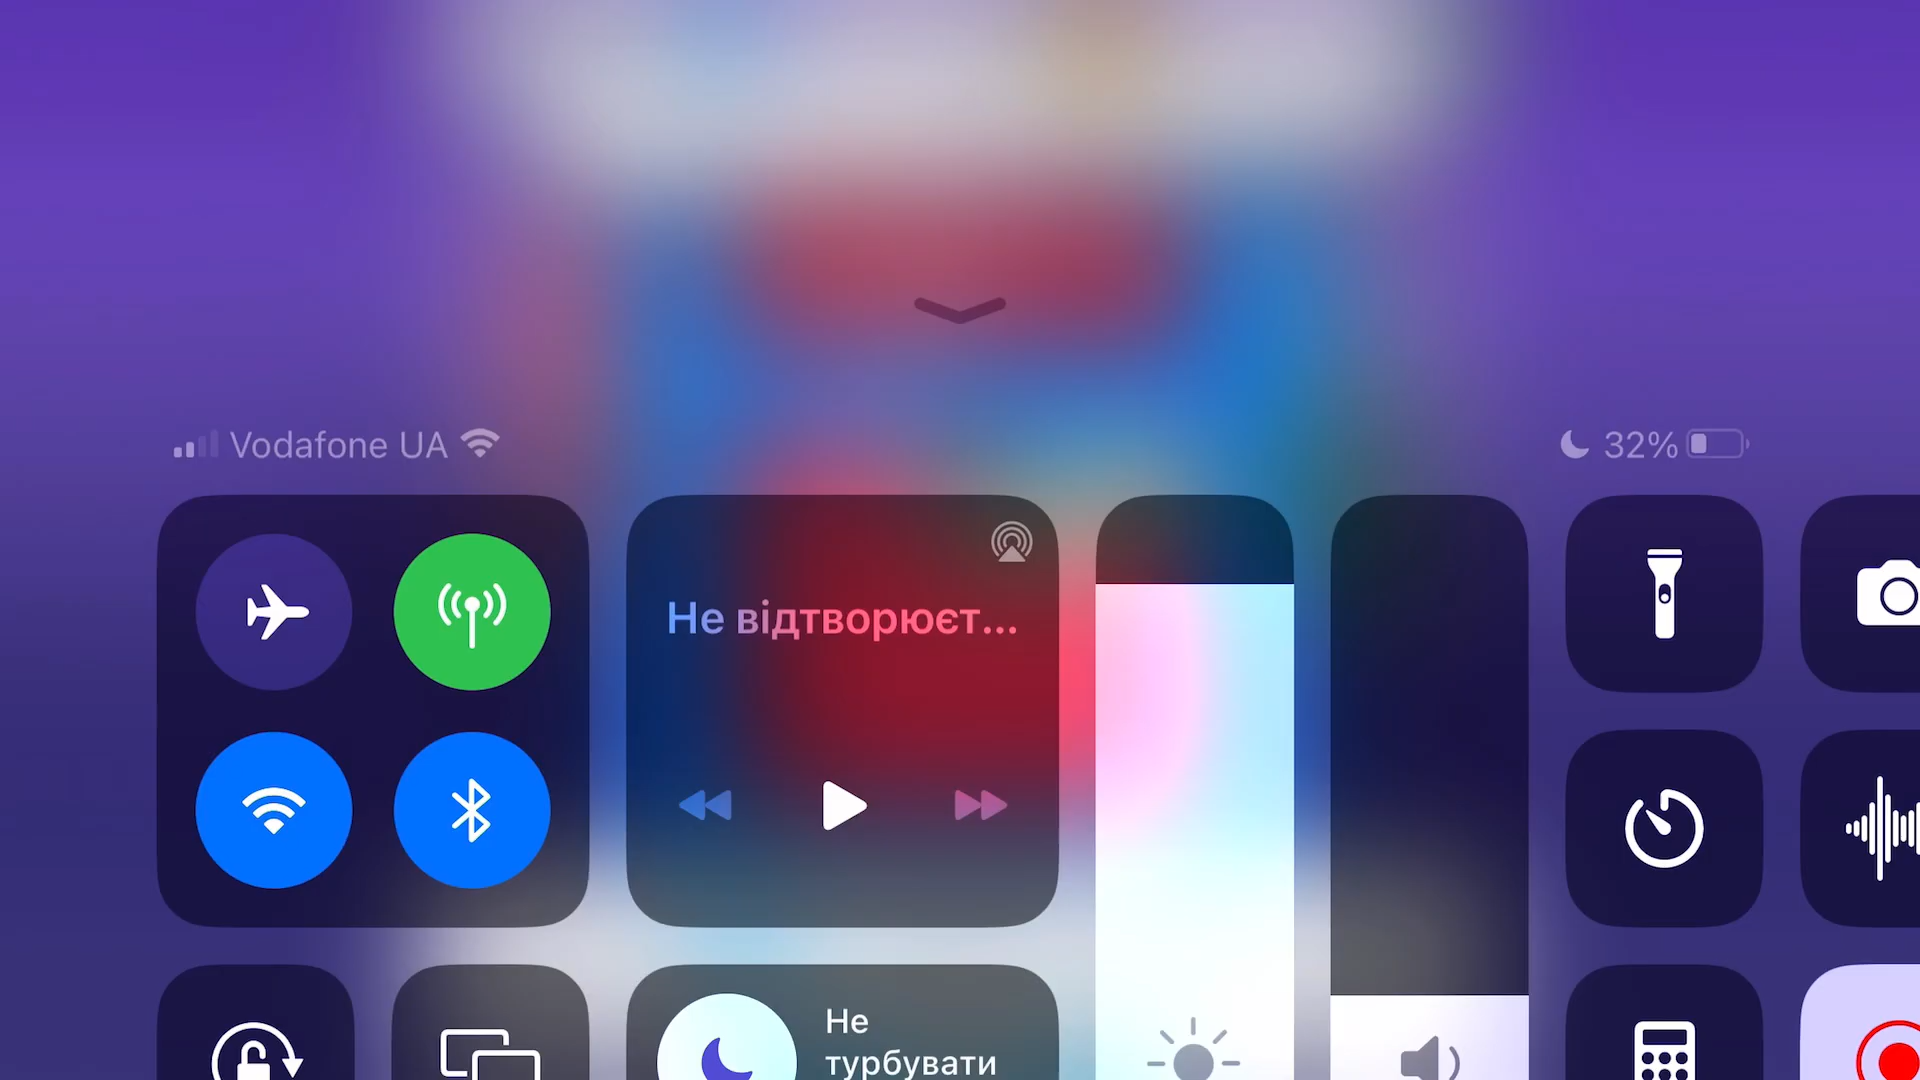 Vodafone UA
32%
Не відтворюєт...
Не
турбувати